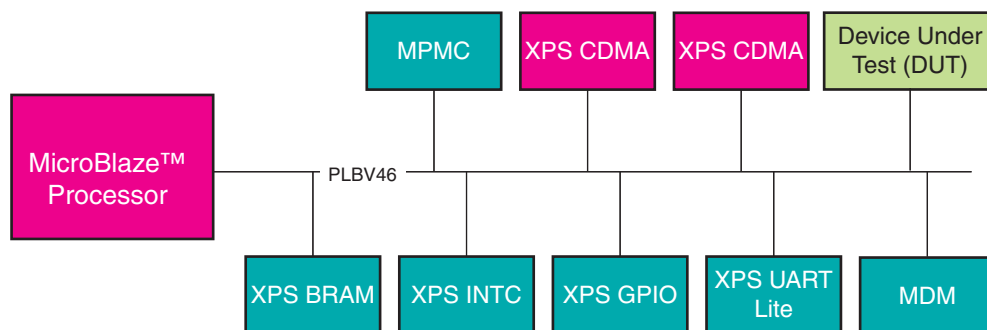 MPMC
XPS CDMA
XPS CDMA
Device Under
Test (DUT)
MicroBlaze™
Processor
PLBV46
XPS BRAM
XPS INTC
XPS GPIO
XPS UART
Lite
MDM